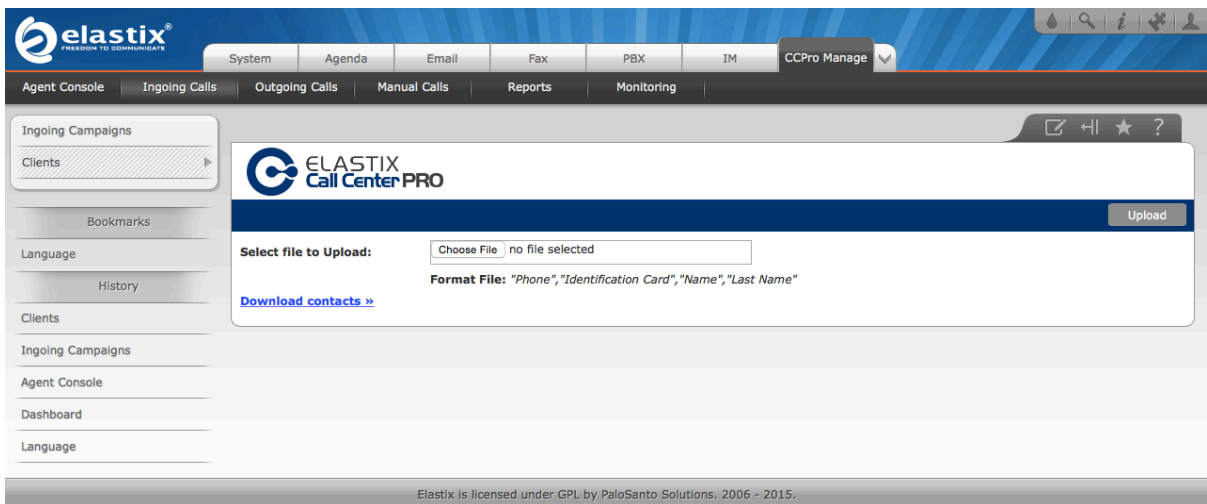 elastix®
FREEDOM TO COMMUNICATE
System Agenda Email Fax PBX IM CCPro Manage
Agent Console Ingoing Calls Outgoing Calls Manual Calls Reports Monitoring
Ingoing Campaigns
Clients
ELASTIX
Call Center PRO
Bookmarks
Upload
Language
Select file to Upload: Choose File no file selected
Format File: "Phone","Identification Card","Name","Last Name"
History
Download contacts »
Clients
Ingoing Campaigns
Agent Console
Dashboard
Language
Elastix is licensed under GPL by PaloSanto Solutions. 2006 - 2015.